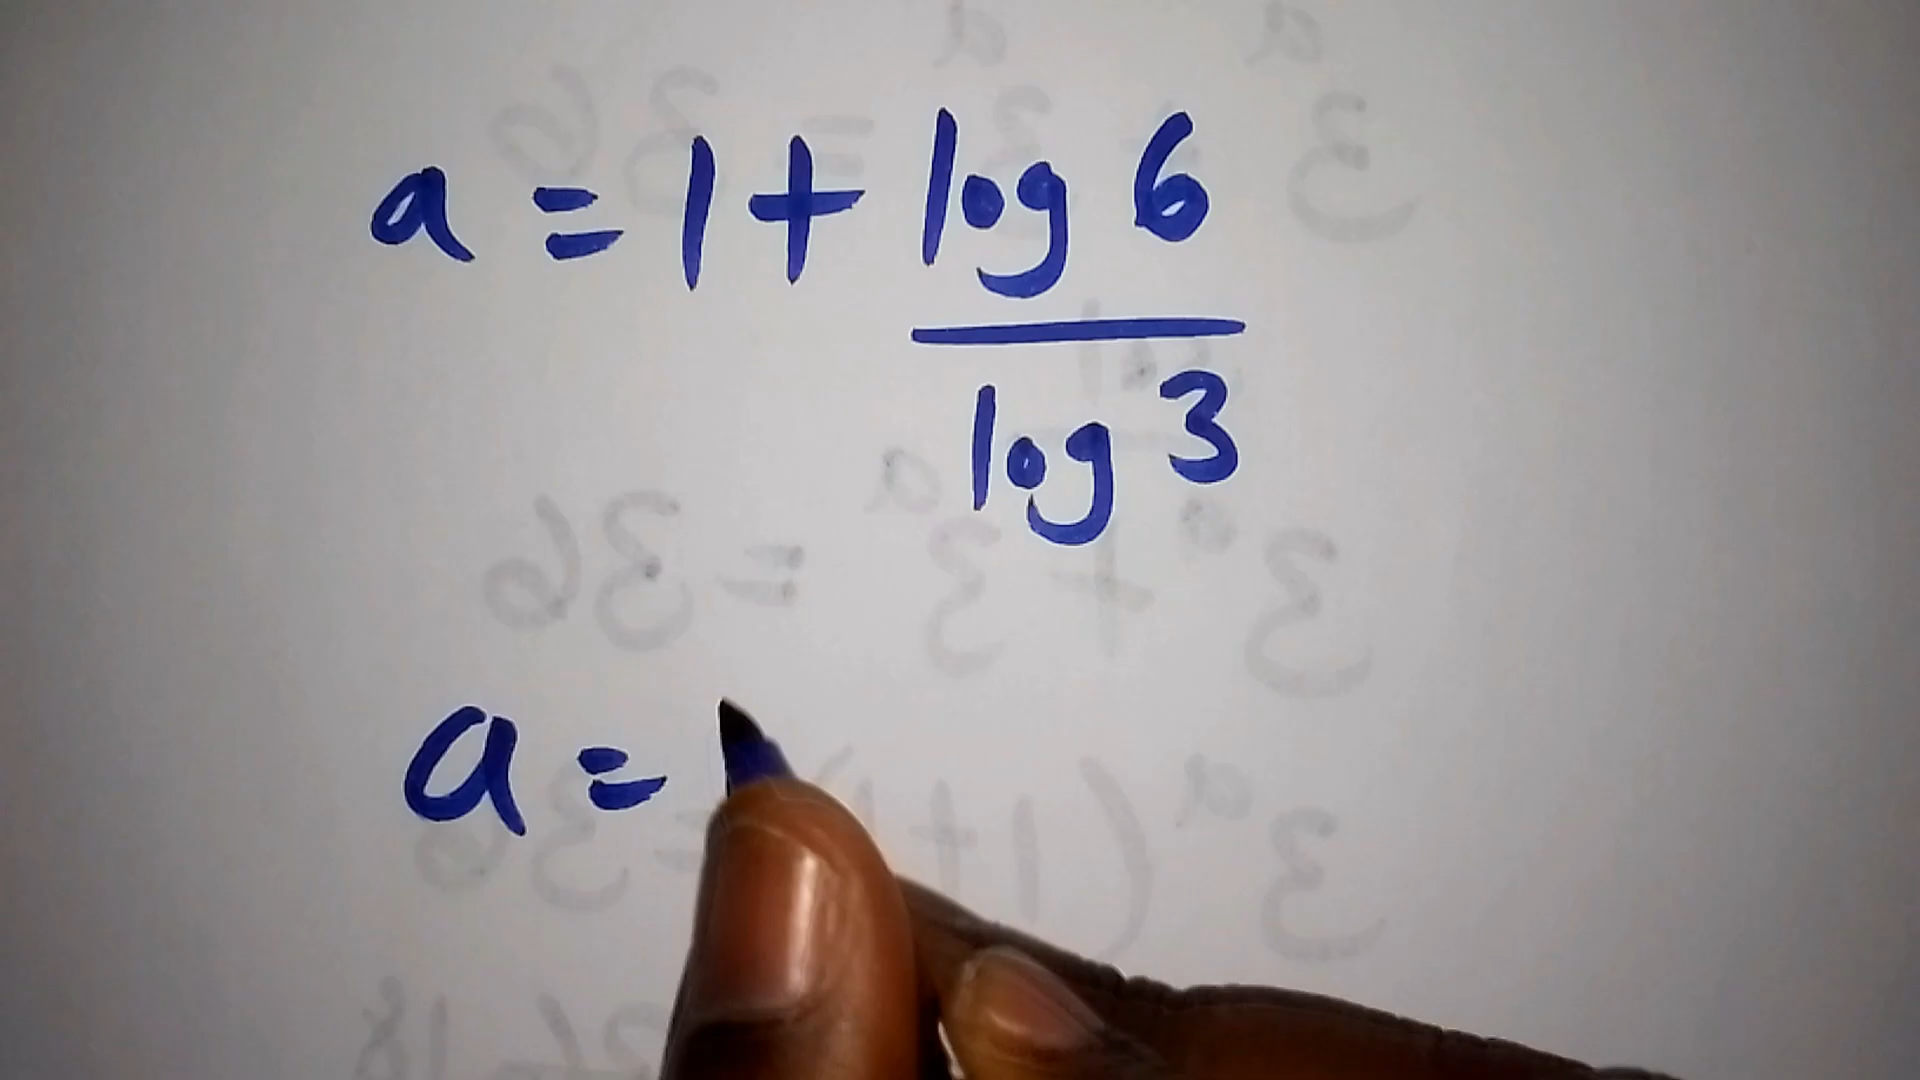 a = 1 + log 6
log 3
a =